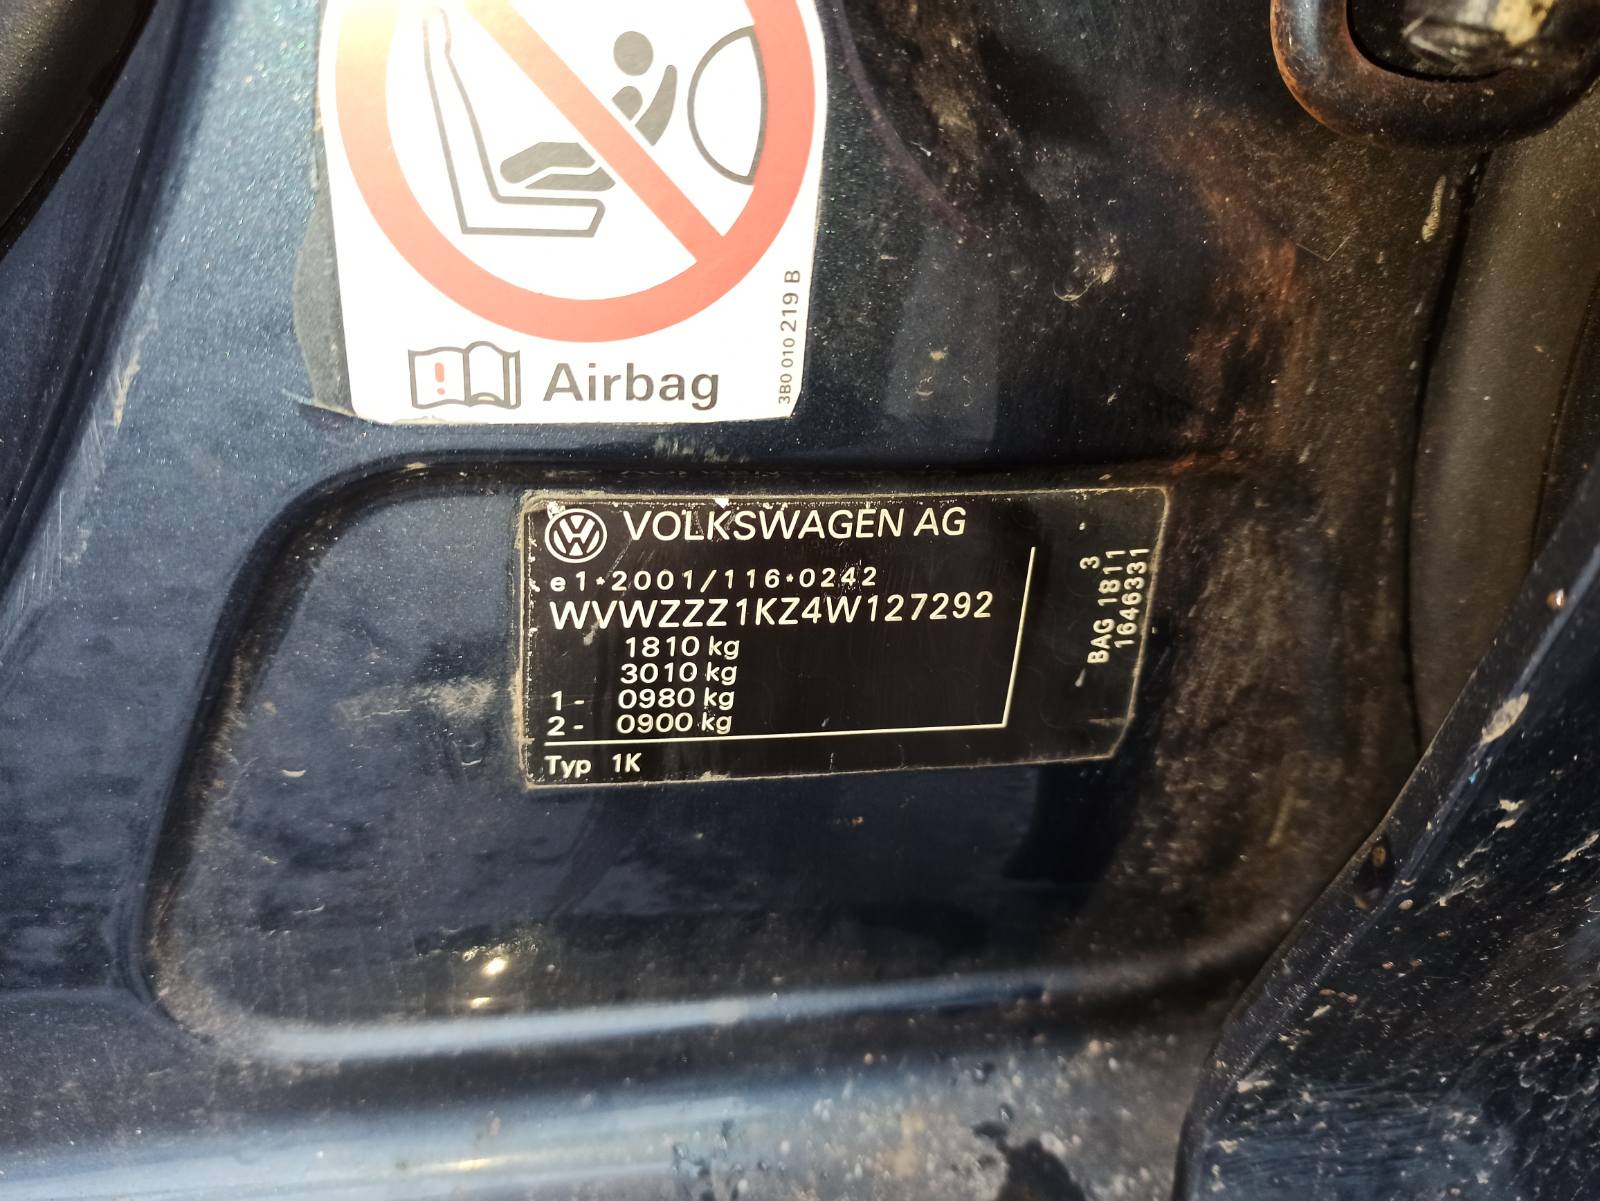 Airbag
3B0 010 219 B
VOLKSWAGEN AG
e1*2001/116*0242
WVWZZZ1KZ4W127292
1810 kg
3010 kg
1 - 0980 kg
2 - 0900 kg
Typ 1K
3
BAG 1811
1646331